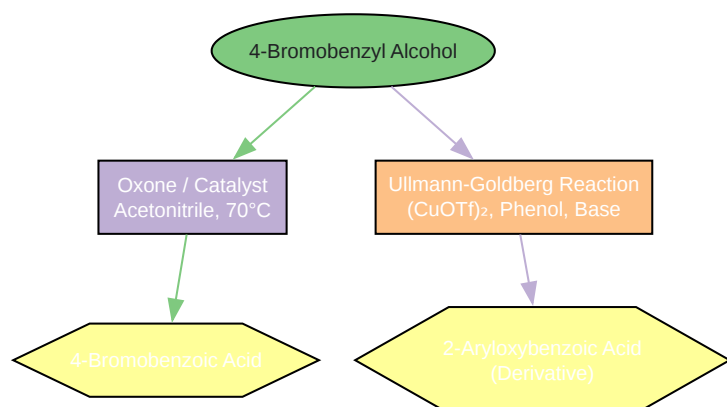 4-Bromobenzyl Alcohol
Oxone / Catalyst
Acetonitrile, 70°C
Ullmann-Goldberg Reaction
(CuOTf)₂, Phenol, Base
4-Bromobenzoic Acid
2-Aryloxybenzoic Acid
(Derivative)